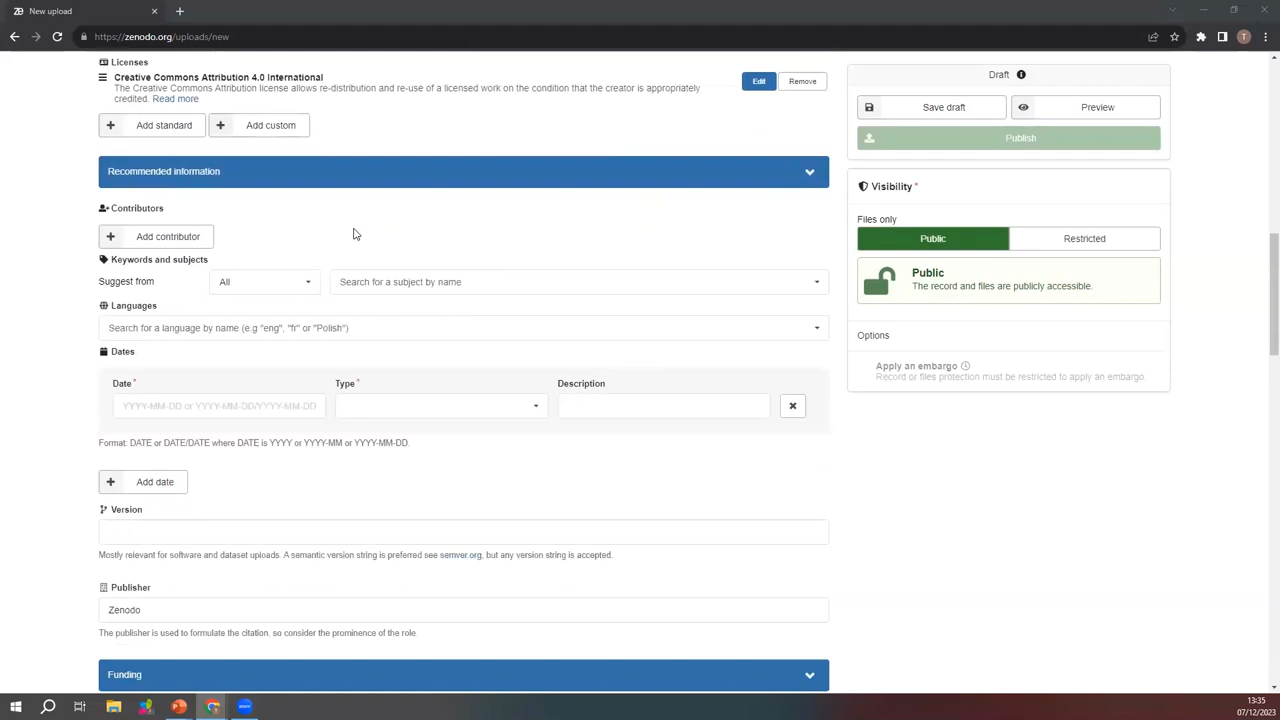 New upload
https://zenodo.org/uploads/new
T
Licenses
Creative Commons Attribution 4.0 International
The Creative Commons Attribution license allows re-distribution and re-use of a licensed work on the condition that the creator is appropriately
credited. Read more
Edit
Remove
Add standard
Add custom
Recommended information
Contributors
Add contributor
Keywords and subjects
Suggest from
All
Search for a subject by name
Languages
Search for a language by name (e.g "eng", "fr" or "Polish")
Dates
Date*
Type*
Description
YYYY-MM-DD or YYYY-MM-DD/YYYY-MM-DD
Format: DATE or DATE/DATE where DATE is YYYY or YYYY-MM or YYYY-MM-DD.
Add date
Version
Mostly relevant for software and dataset uploads. A semantic version string is preferred see semver.org, but any version string is accepted.
Publisher
Zenodo
The publisher is used to formulate the citation, so consider the prominence of the role.
Funding
Draft
Save draft
Preview
Publish
Visibility *
Files only
Public
Restricted
Public
The record and files are publicly accessible.
Options
Apply an embargo
Record or files protection must be restricted to apply an embargo.
zoom
13:35
07/12/2023